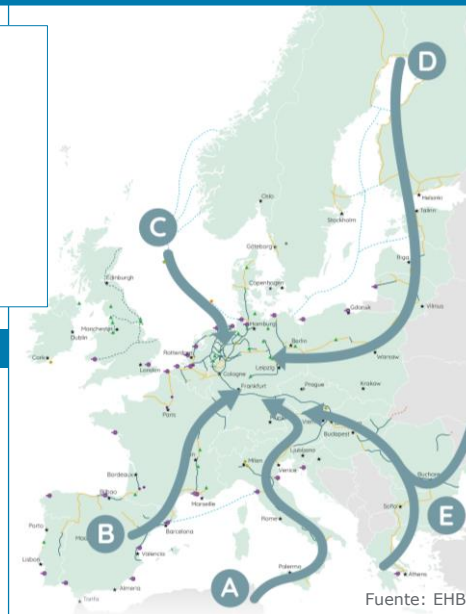 D
Oslo
Helsinki
Tallinn
Stockholm
C
Göteborg
Riga
Edinburgh
Copenhagen
Vilnius
Gdansk
Manchester
Dublin
Hamburg
Berlin
Cork
Rotterdam
Warsaw
London
Leipzig
Cologne
Frankfurt
Prague
Krakow
Paris
Budapest
Ljubljana
Milan
Venice
Bordeaux
Bilbao
Marseille
E
Sofia
Porto
B
Barcelona
Rome
Valencia
Lisbon
Almeria
Palermo
Athens
A
Tarifa
Fuente: EHB